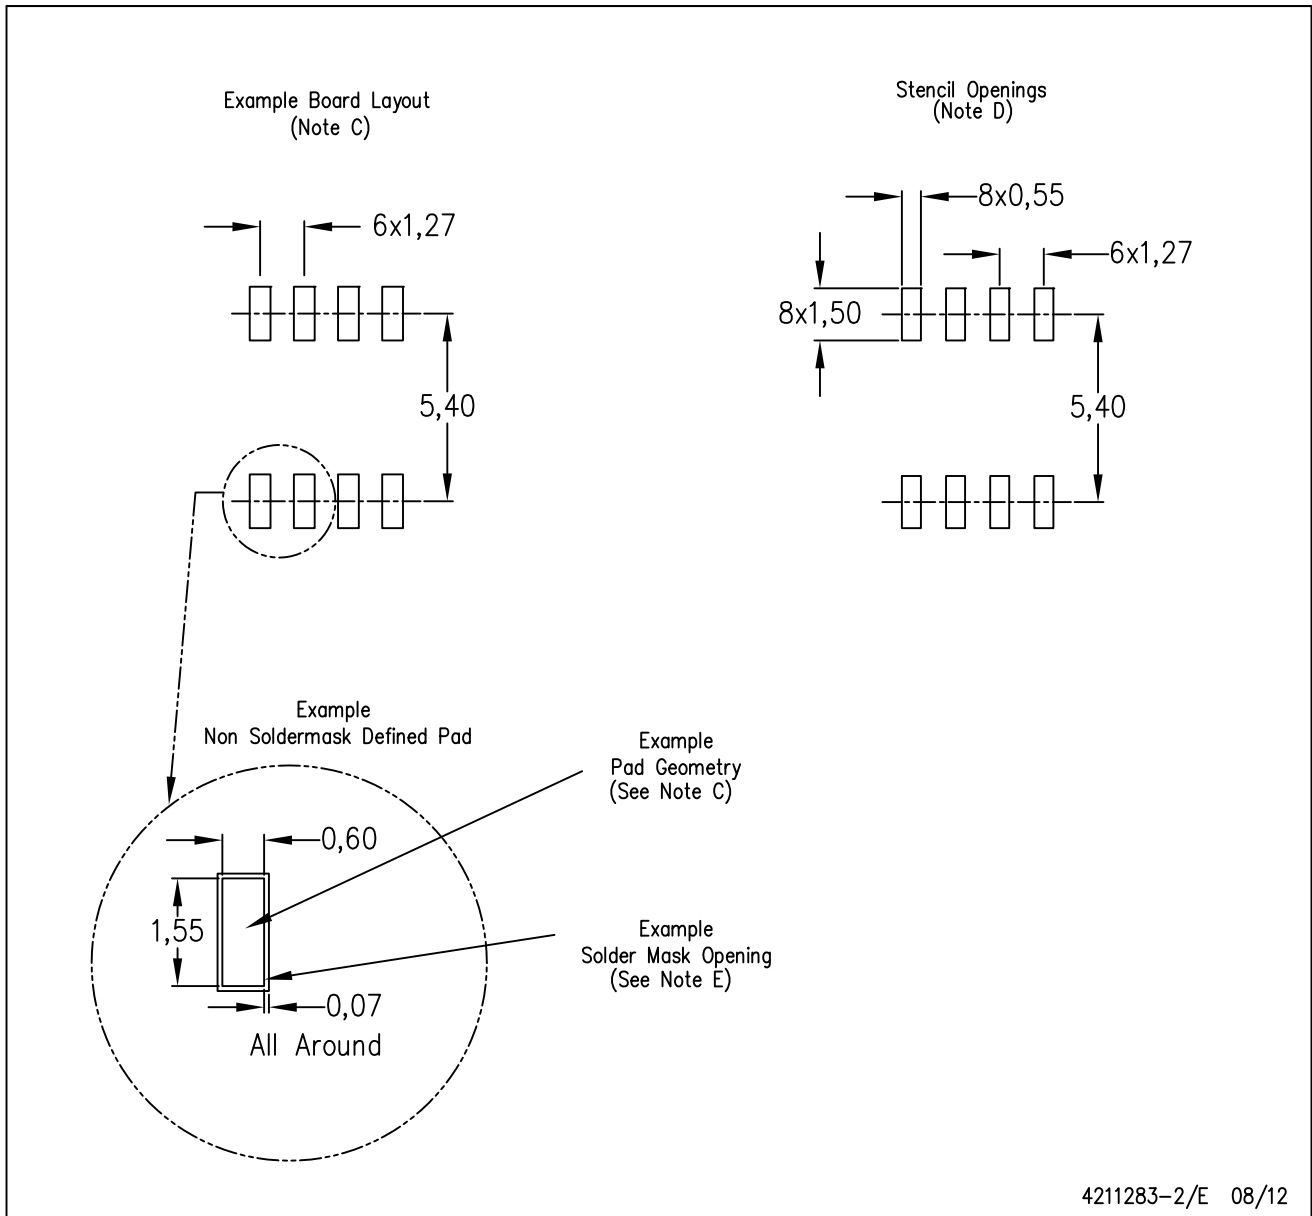 Example Board Layout
(Note C)
6x1,27
5,40
Stencil Openings
(Note D)
8x0,55
6x1,27
8x1,50
5,40
Example
Non Soldermask Defined Pad
Example
Pad Geometry
(See Note C)
0,60
1,55
Example
Solder Mask Opening
(See Note E)
0,07
All Around
4211283-2/E 08/12